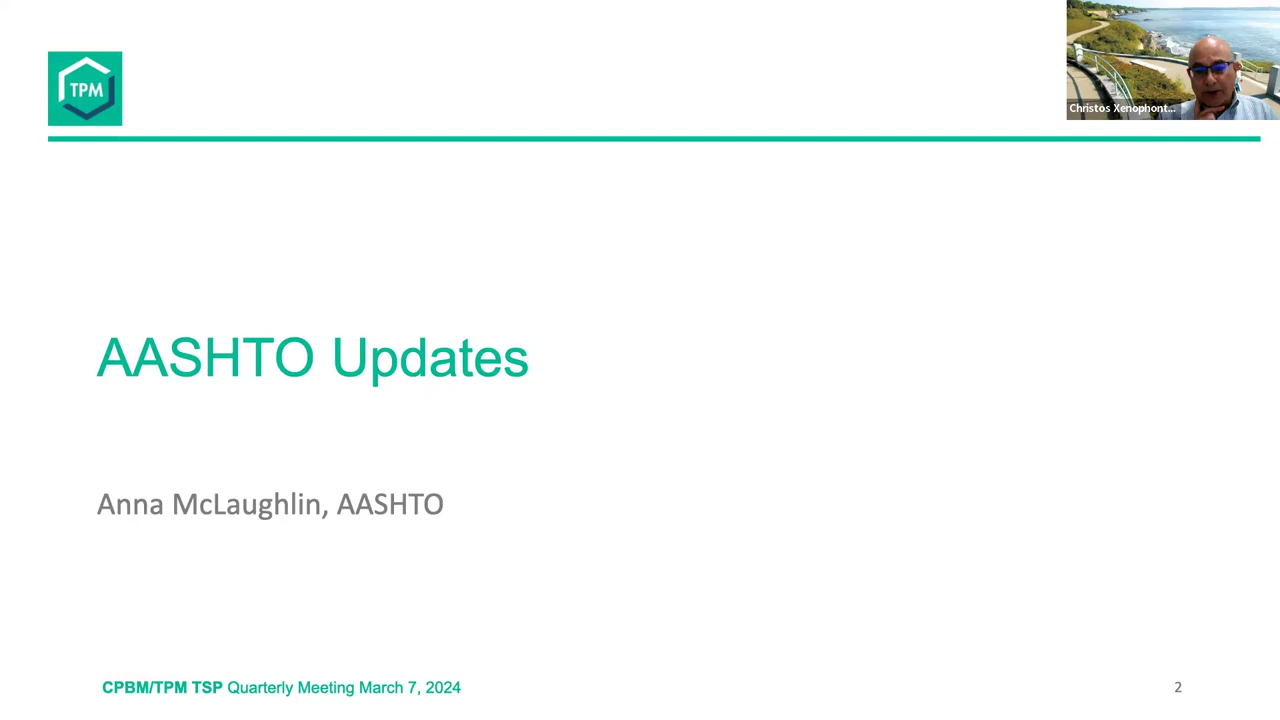 TPM
Christos Xenophont...
AASHTO Updates
Anna McLaughlin, AASHTO
CPBM/TPM TSP Quarterly Meeting March 7, 2024
2